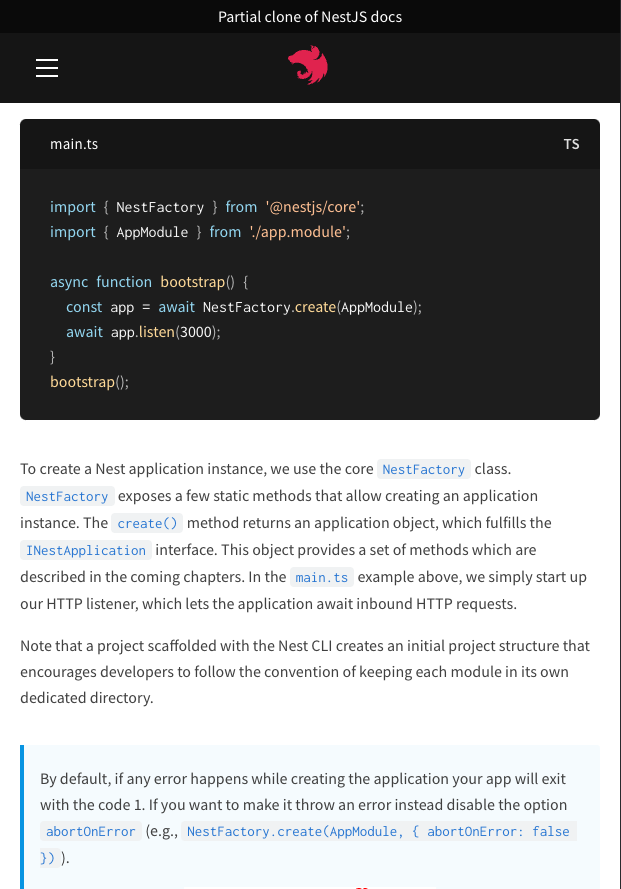 Partial clone of NestJS docs
main.ts
TS
import { NestFactory } from '@nestjs/core';
import { AppModule } from './app.module';
async function bootstrap() {
const app = await NestFactory.create(AppModule);
await app.listen(3000);
}
bootstrap();
To create a Nest application instance, we use the core NestFactory class.
NestFactory exposes a few static methods that allow creating an application
instance. The create() method returns an application object, which fulfills the
INestApplication interface. This object provides a set of methods which are
described in the coming chapters. In the main.ts example above, we simply start up
our HTTP listener, which lets the application await inbound HTTP requests.
Note that a project scaffolded with the Nest CLI creates an initial project structure that
encourages developers to follow the convention of keeping each module in its own
dedicated directory.
By default, if any error happens while creating the application your app will exit
with the code 1. If you want to make it throw an error instead disable the option
abortOnError (e.g., NestFactory.create(AppModule, { abortOnError: false
}) ).